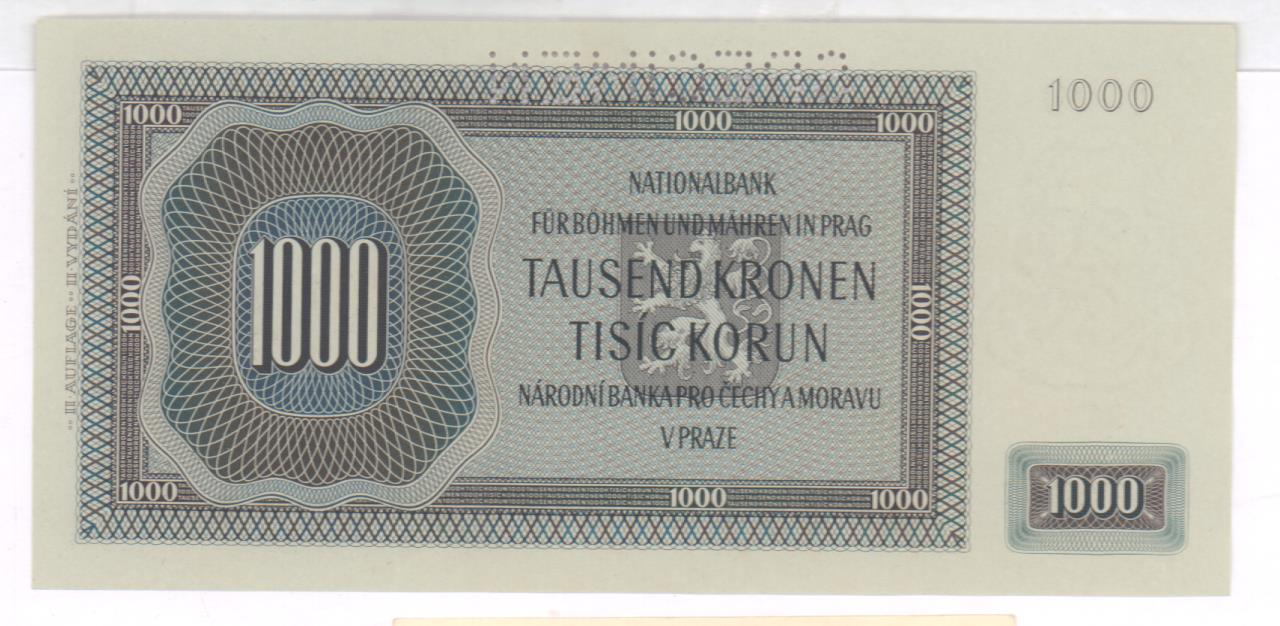 1000
1000
1000
1000
NATIONALBANK
FÜR BÖHMEN UND MÄHREN IN PRAG
TAUSEND KRONEN
TISÍC KORUN
NÁRODNÍ BANKA PRO ČECHY A MORAVU
V PRAZE
1000
1000
1000
1000
1000
1000
1000
** II · AUFLAGE ** II · VYDÁNÍ **